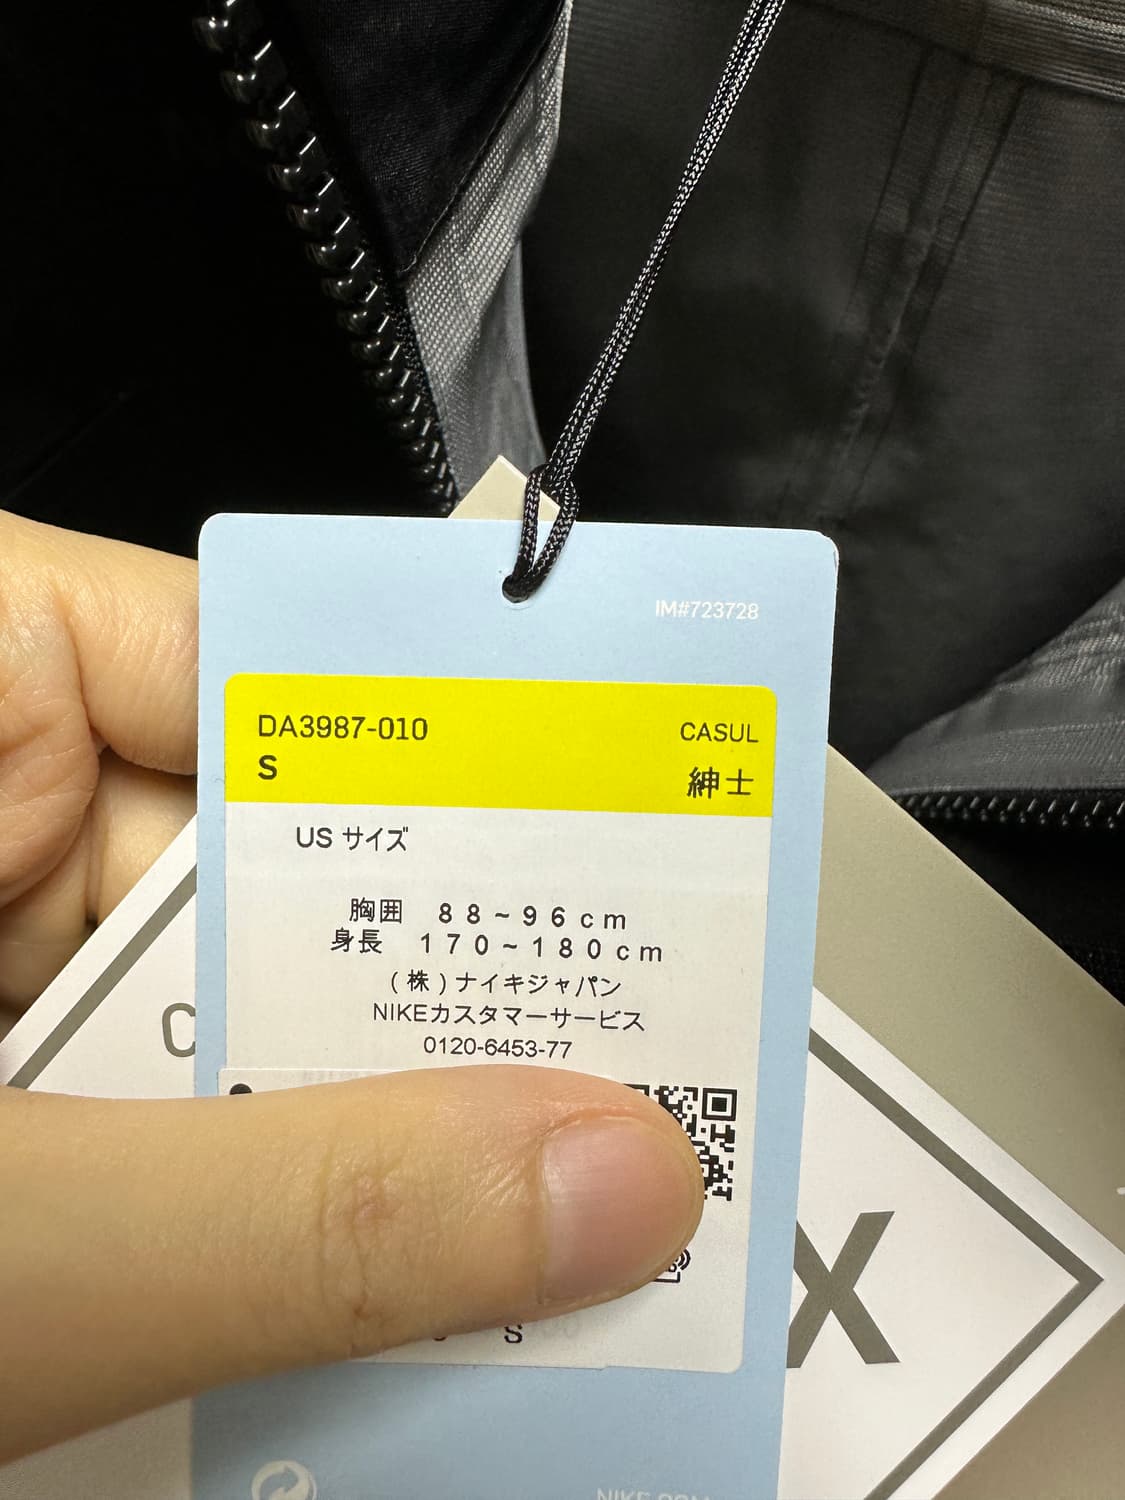 IM#723728
DA3987-010
CASUL
S
紳士
US サイズ
胸囲 88~96cm
身長 170~180cm
(株)ナイキジャパン
NIKEカスタマーサービス
0120-6453-77
C
X
S